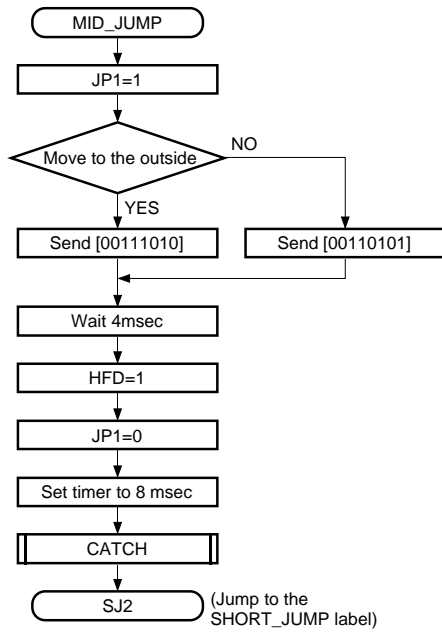 MID_JUMP
JP1=1
Move to the outside
NO
YES
Send [00111010]
Send [00110101]
Wait 4msec
HFD=1
JP1=0
Set timer to 8 msec
CATCH
SJ2
(Jump to the
SHORT_JUMP label)